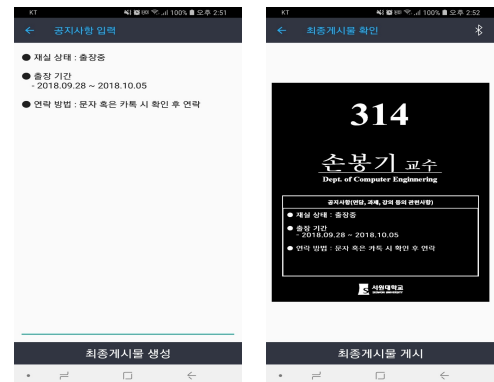 KT 100% 오후 2:51
← 공지사항 입력
● 재실 상태 : 출장중
● 출장 기간
- 2018.09.28 ~ 2018.10.05
● 연락 방법 : 문자 혹은 카톡 시 확인 후 연락
최종게시물 생성
KT 100% 오후 2:52
← 최종게시물 확인
314
손봉기 교수
Dept. of Computer Enginnering
공지사항(면담, 과제, 강의 등의 관련사항)
● 재실 상태 : 출장중
● 출장 기간
- 2018.09.28 ~ 2018.10.05
● 연락 방법 : 문자 혹은 카톡 시 확인 후 연락
서원대학교
SEOWON UNIVERSITY
최종게시물 게시